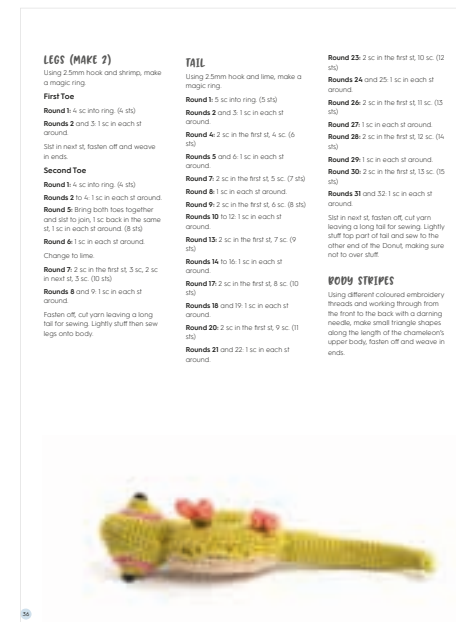 LEGS (MAKE 2)
Using 2.5mm hook and shrimp, make
a magic ring.
First Toe
Round 1: 4 sc into ring. (4 sts)
Rounds 2 and 3: 1 sc in each st
around.
Slst in next st, fasten off and weave
in ends.
Second Toe
Round 1: 4 sc into ring. (4 sts)
Rounds 2 to 4: 1 sc in each st around.
Round 5: Bring both toes together
and slst to join, 1 sc back in the same
st, 1 sc in each st around. (8 sts)
Round 6: 1 sc in each st around.
Change to lime.
Round 7: 2 sc in the first st, 3 sc, 2 sc
in next st, 3 sc. (10 sts)
Rounds 8 and 9: 1 sc in each st
around.
Fasten off, cut yarn leaving a long
tail for sewing. Lightly stuff then sew
legs onto body.
TAIL
Using 2.5mm hook and lime, make a
magic ring.
Round 1: 5 sc into ring. (5 sts)
Rounds 2 and 3: 1 sc in each st
around.
Round 4: 2 sc in the first st, 4 sc. (6
sts)
Rounds 5 and 6: 1 sc in each st
around.
Round 7: 2 sc in the first st, 5 sc. (7 sts)
Round 8: 1 sc in each st around.
Round 9: 2 sc in the first st, 6 sc. (8 sts)
Rounds 10 to 12: 1 sc in each st
around.
Round 13: 2 sc in the first st, 7 sc. (9
sts)
Rounds 14 to 16: 1 sc in each st
around.
Round 17: 2 sc in the first st, 8 sc. (10
sts)
Rounds 18 and 19: 1 sc in each st
around.
Round 20: 2 sc in the first st, 9 sc. (11
sts)
Rounds 21 and 22: 1 sc in each st
around.
Round 23: 2 sc in the first st, 10 sc. (12
sts)
Rounds 24 and 25: 1 sc in each st
around.
Round 26: 2 sc in the first st, 11 sc. (13
sts)
Round 27: 1 sc in each st around.
Round 28: 2 sc in the first st, 12 sc. (14
sts)
Round 29: 1 sc in each st around.
Round 30: 2 sc in the first st, 13 sc. (15
sts)
Rounds 31 and 32: 1 sc in each st
around.
Slst in next st, fasten off, cut yarn
leaving a long tail for sewing. Lightly
stuff top part of tail and sew to the
other end of the Donut, making sure
not to over stuff.
BODY STRIPES
Using different coloured embroidery
threads and working through from
the front to the back with a darning
needle, make small triangle shapes
along the length of the chameleon's
upper body, fasten off and weave in
ends.
36